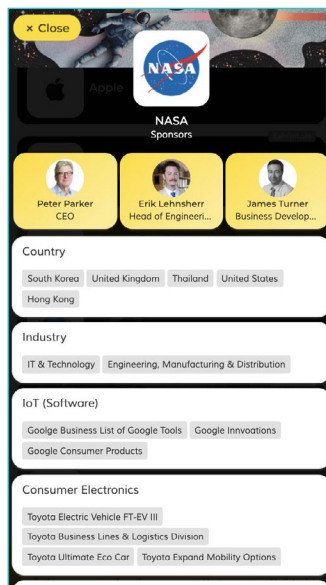 × Close
NASA
Apple
NASA
Sponsors
Peter Parker
CEO
Erik Lehnsherr
Head of Engineeri...
James Turner
Business Develop...
Country
South Korea United Kingdom Thailand United States
Hong Kong
Industry
IT & Technology Engineering, Manufacturing & Distribution
IoT (Software)
Goolge Business List of Google Tools Google Innvoations
Google Consumer Products
Consumer Electronics
Toyota Electric Vehicle FT-EV III
Toyota Business Lines & Logistics Division
Toyota Ultimate Eco Car Toyota Expand Mobility Options